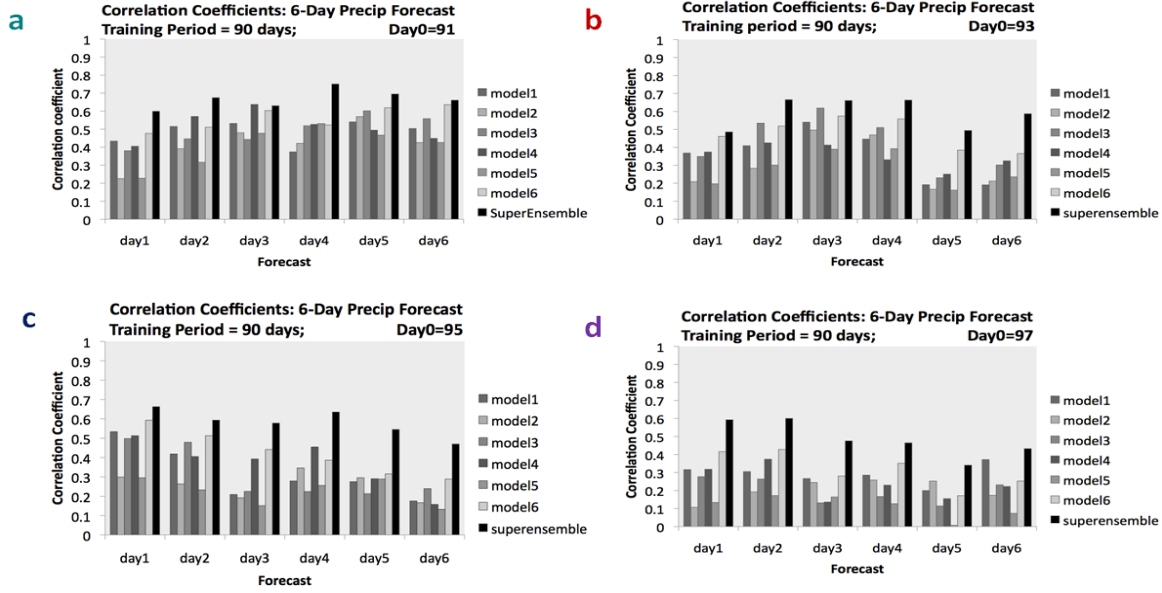 a
Correlation Coefficients: 6-Day Precip Forecast
Training Period = 90 days; Day0=91
Correlation coefficient
1
0.9
0.8
0.7
0.6
0.5
0.4
0.3
0.2
0.1
0
day1 day2 day3 day4 day5 day6
Forecast
model1
model2
model3
model4
model5
model6
SuperEnsemble
b
Correlation Coefficients: 6-Day Precip Forecast
Training period = 90 days; Day0=93
Correlation Coefficient
1
0.9
0.8
0.7
0.6
0.5
0.4
0.3
0.2
0.1
0
day1 day2 day3 day4 day5 day6
Forecast
model1
model2
model3
model4
model5
model6
superensemble
c
Correlation Coefficients: 6-Day Precip Forecast
Training Period = 90 days; Day0=95
Correlation Coefficient
1
0.9
0.8
0.7
0.6
0.5
0.4
0.3
0.2
0.1
0
day1 day2 day3 day4 day5 day6
Forecast
model1
model2
model3
model4
model5
model6
superensemble
d
Correlation Coefficients: 6-Day Precip Forecast
Training Period = 90 days; Day0=97
Correlation Coefficient
1
0.9
0.8
0.7
0.6
0.5
0.4
0.3
0.2
0.1
0
day1 day2 day3 day4 day5 day6
Forecast
model1
model2
model3
model4
model5
model6
superensemble